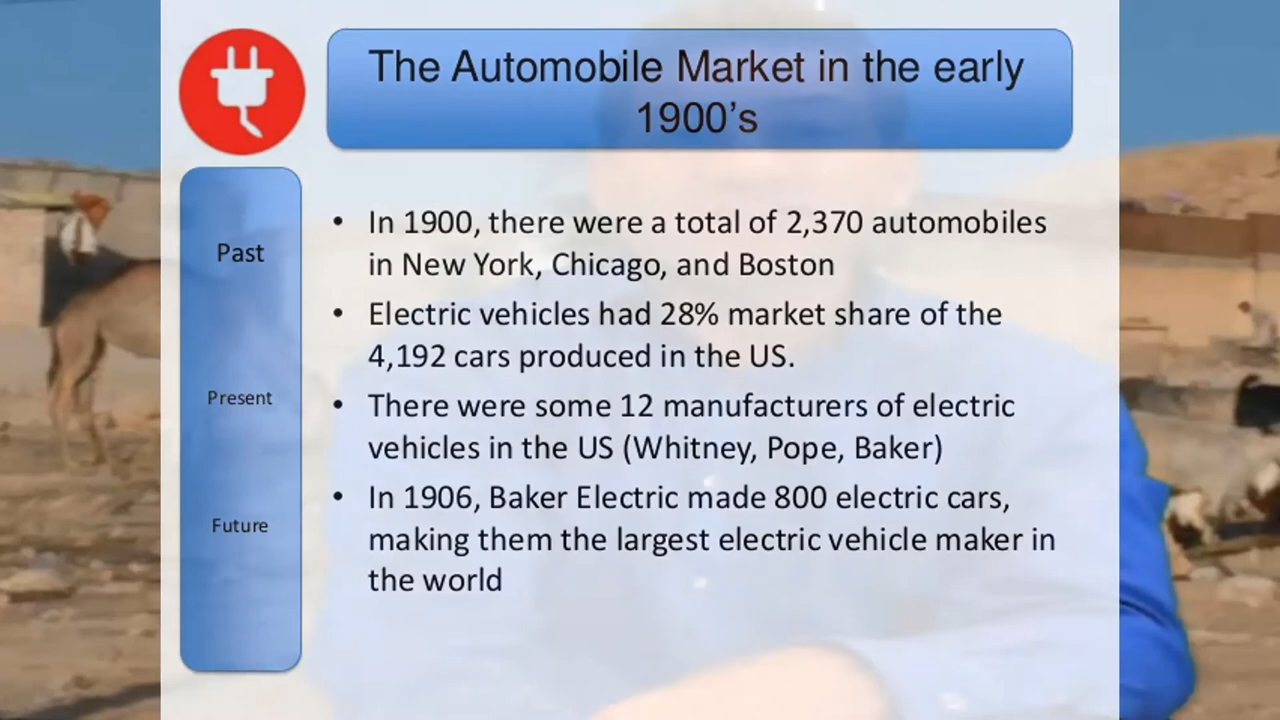 The Automobile Market in the early
1900’s
Past
Present
Future
• In 1900, there were a total of 2,370 automobiles
in New York, Chicago, and Boston
• Electric vehicles had 28% market share of the
4,192 cars produced in the US.
• There were some 12 manufacturers of electric
vehicles in the US (Whitney, Pope, Baker)
• In 1906, Baker Electric made 800 electric cars,
making them the largest electric vehicle maker in
the world